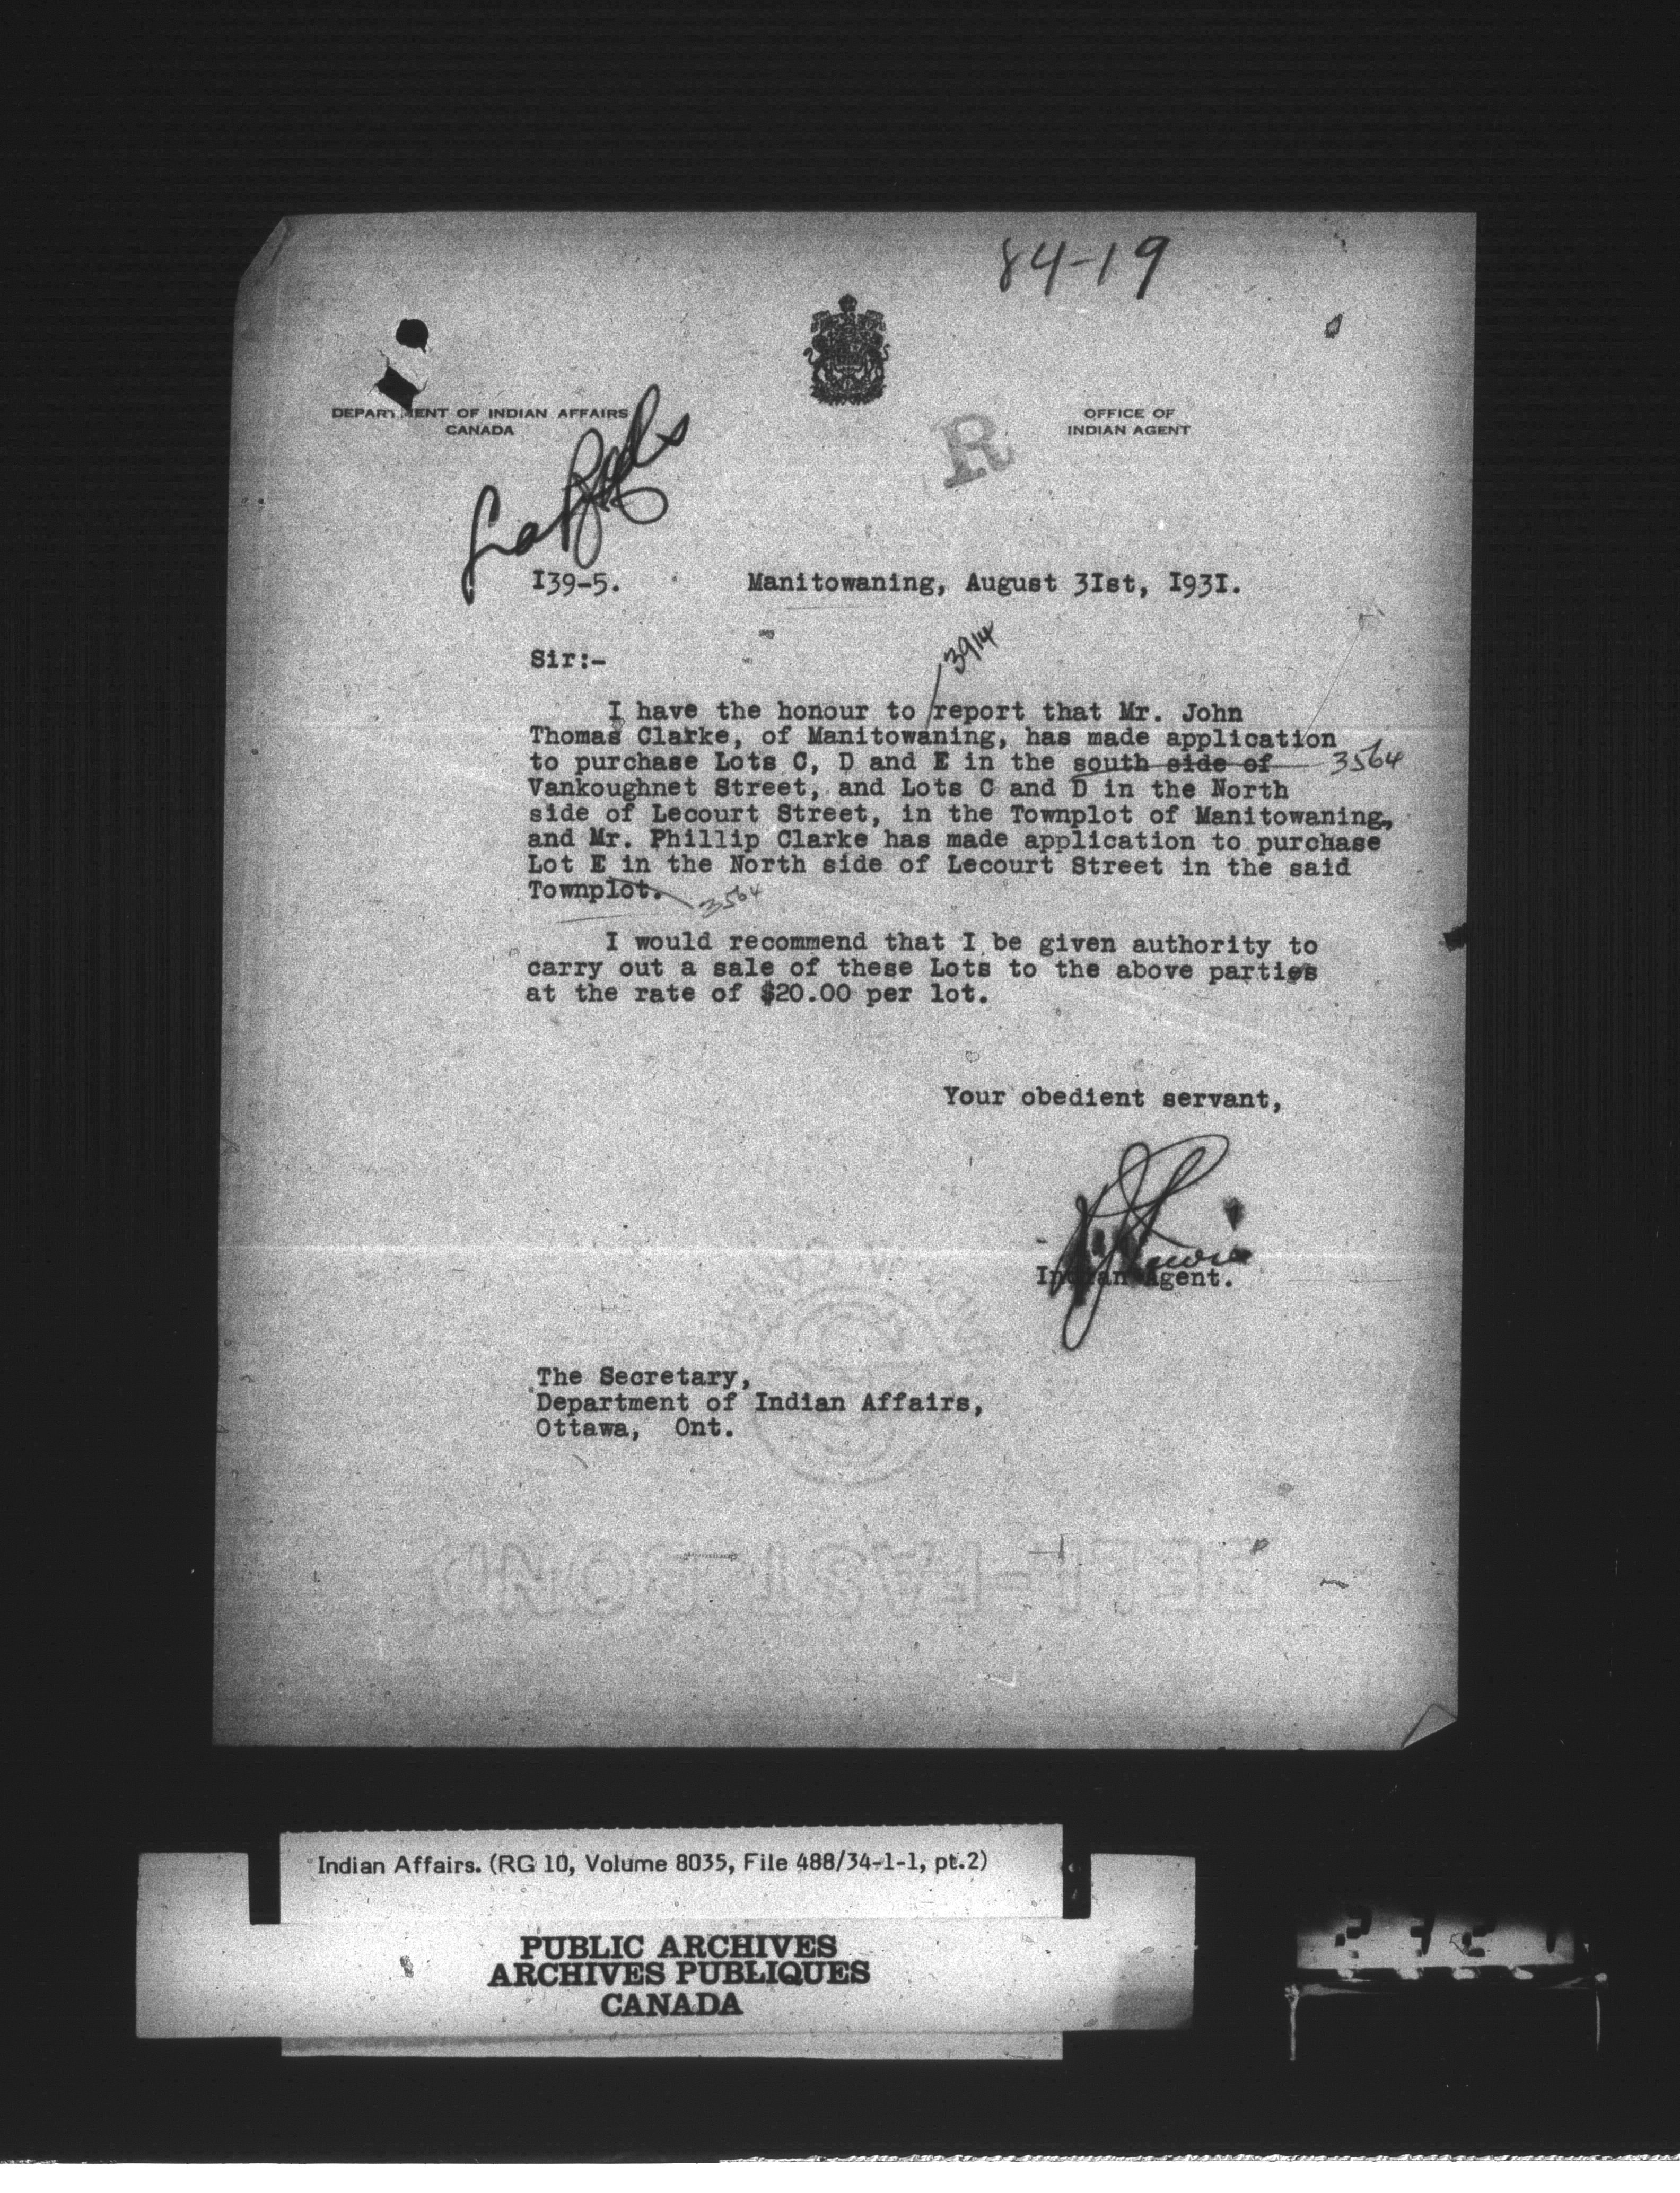 84-19
DEPARTMENT OF INDIAN AFFAIRS
CANADA
OFFICE OF
INDIAN AGENT
R
I39-5.
Manitowaning, August 3Ist, I93I.
3914
Sir:-
I have the honour to report that Mr. John
Thomas Clarke, of Manitowaning, has made application
to purchase Lots C, D and E in the south side of 3564
Vankoughnet Street, and Lots C and D in the North
side of Lecourt Street, in the Townplot of Manitowaning,
and Mr. Phillip Clarke has made application to purchase
Lot E in the North side of Lecourt Street in the said
Townplot. 3564
I would recommend that I be given authority to
carry out a sale of these Lots to the above parties
at the rate of $20.00 per lot.
Your obedient servant,
Indian Agent.
The Secretary,
Department of Indian Affairs,
Ottawa, Ont.
Indian Affairs. (RG 10, Volume 8035, File 488/34-1-1, pt.2)
PUBLIC ARCHIVES
ARCHIVES PUBLIQUES
CANADA